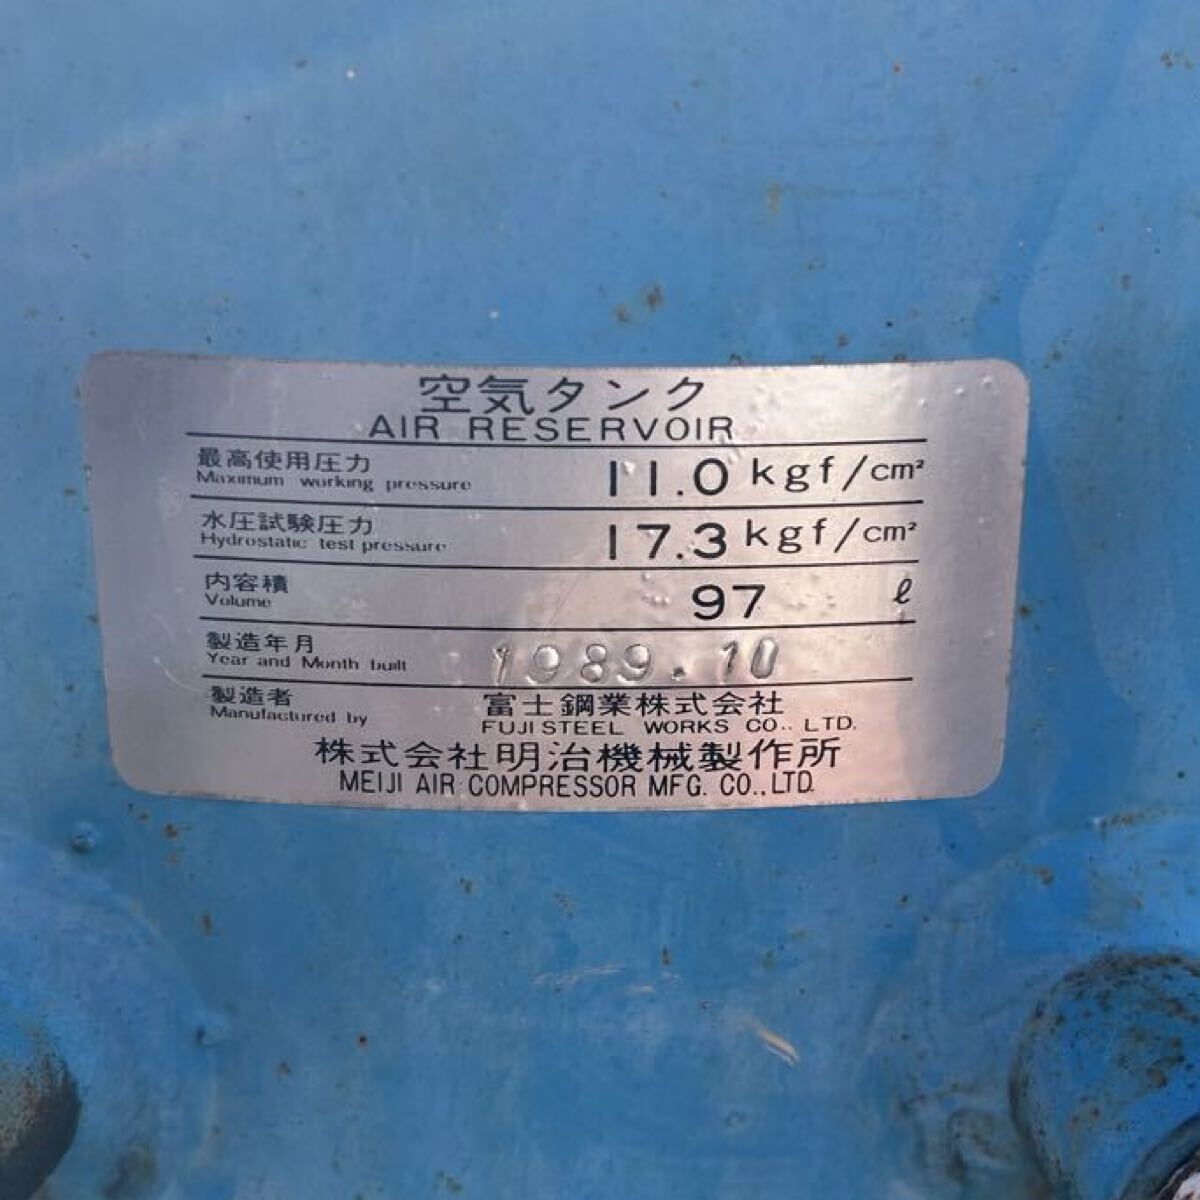 空気タンク
AIR RESERVOIR
最高使用圧力 11.0 kgf/cm²
Maximum working pressure
水圧試験圧力 17.3 kgf/cm²
Hydrostatic test pressure
内容積 97 ℓ
Volume
製造年月 1989.10
Year and Month built
製造者 富士鋼業株式会社
Manufactured by FUJI STEEL WORKS CO., LTD.
株式会社明治機械製作所
MEIJI AIR COMPRESSOR MFG. CO., LTD.